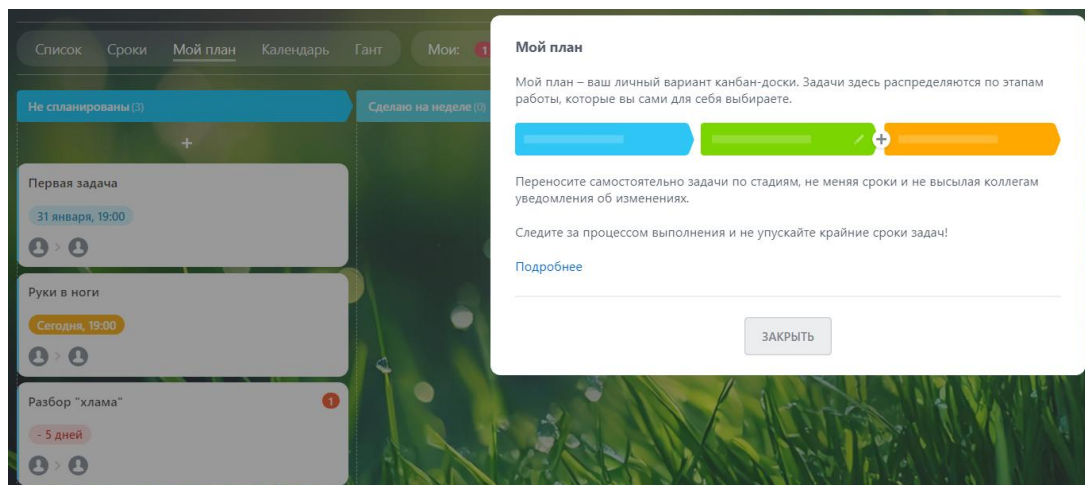 Список Сроки Мой план Календарь Гант Мои: 1
Не спланированы (3)
Сделаю на неделе (0)
+
Первая задача
31 января, 19:00
Руки в ноги
Сегодня, 19:00
Разбор "хлама" 1
- 5 дней
Мой план
Мой план – ваш личный вариант канбан-доски. Задачи здесь распределяются по этапам
работы, которые вы сами для себя выбираете.
+
Переносите самостоятельно задачи по стадиям, не меняя сроки и не высылая коллегам
уведомления об изменениях.
Следите за процессом выполнения и не упускайте крайние сроки задач!
Подробнее
ЗАКРЫТЬ